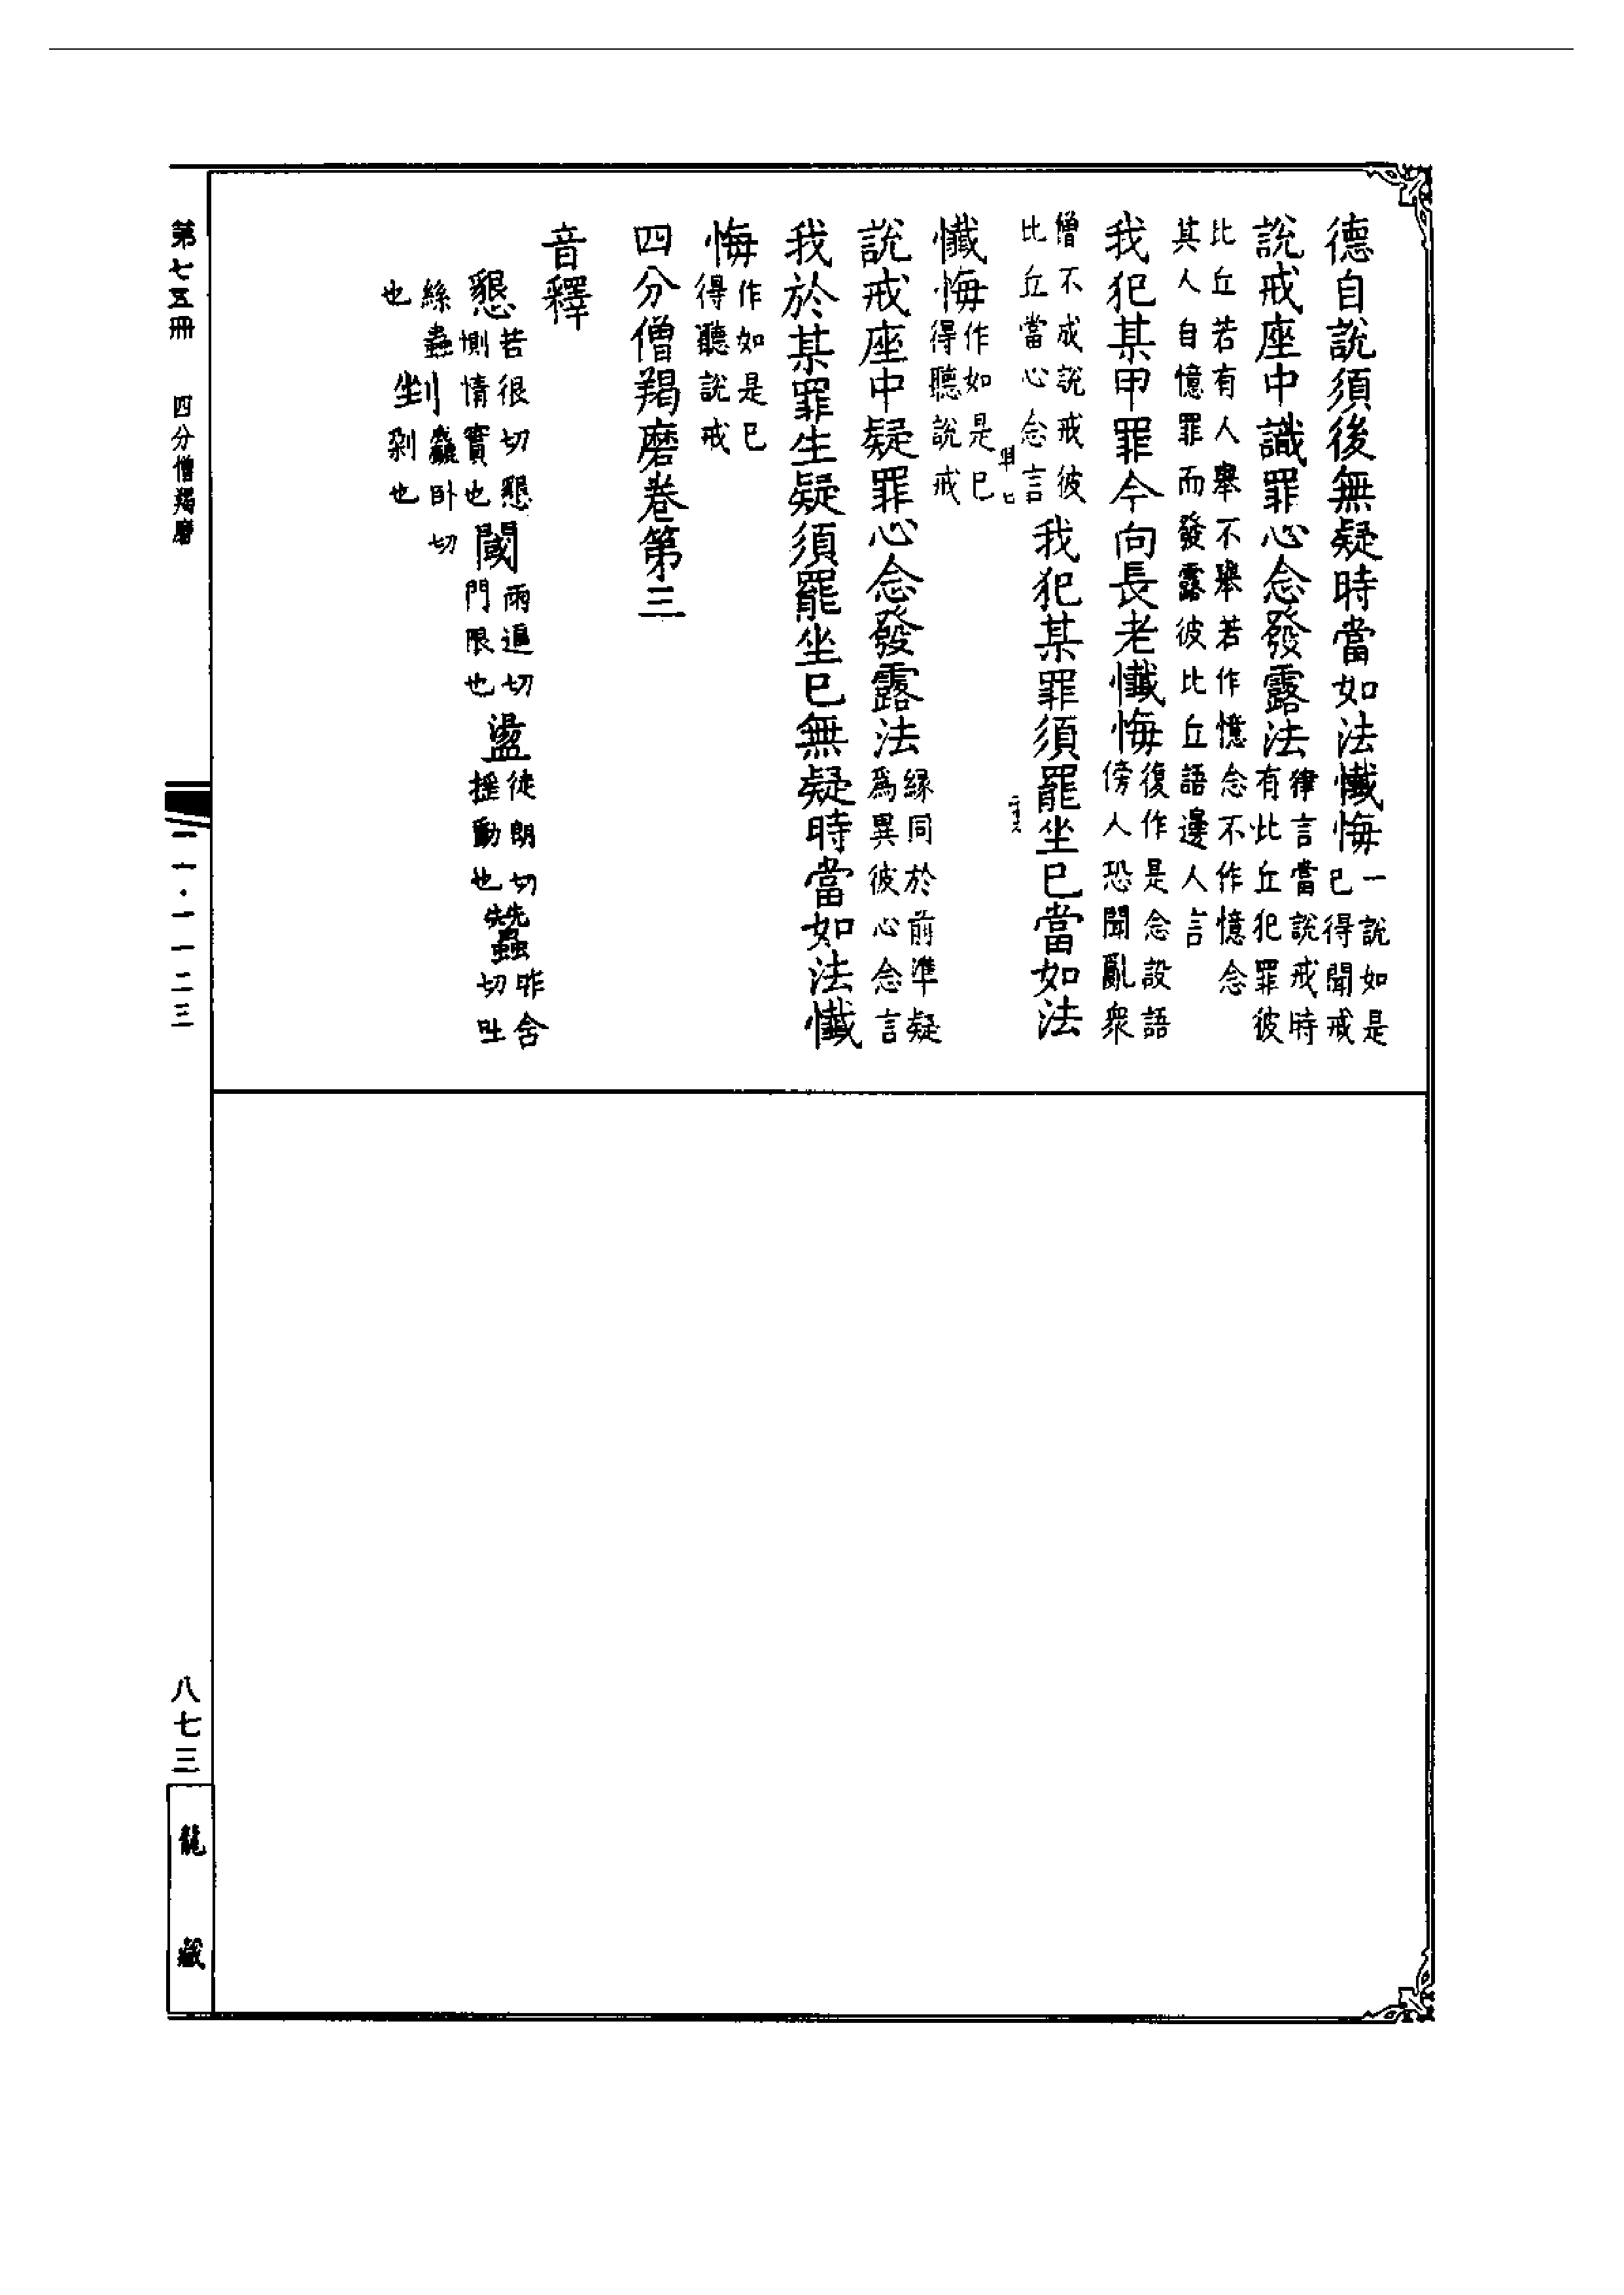 德自說須後無疑時當如法懺悔一說如是已得聞戒
說戒座中識罪心念發露法律言當說戒時有比丘犯罪彼
比丘若有人舉不舉若作憶念不作憶念
其人自憶罪而發露彼比丘語邊人言
我犯某甲罪今向長老懺悔復作是念設語傍人恐聞亂衆
僧不成說戒彼比丘當心念言我犯某罪須罷坐已當如法
懺悔作如是已得聽說戒
說戒座中疑罪心念發露法緣同於前準疑爲異彼心念言
我於某罪生疑須罷坐已無疑時當如法懺
悔作如是已得聽說戒
四分僧羯磨卷第三
音釋
懇苦很切懇惻情實也閾雨逼切門限也盪徒朗切搖動也蠶昨含切吐
絲蟲也剉麤臥切剁也
第七五冊 四分僧羯磨
二一·一一二三
八七三
龍藏